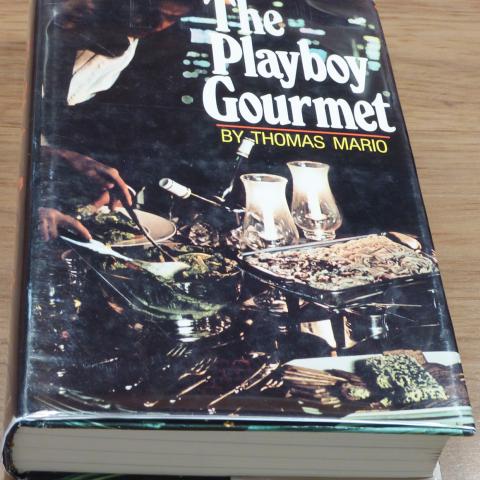 The
Playboy
Gourmet
BY THOMAS MARIO